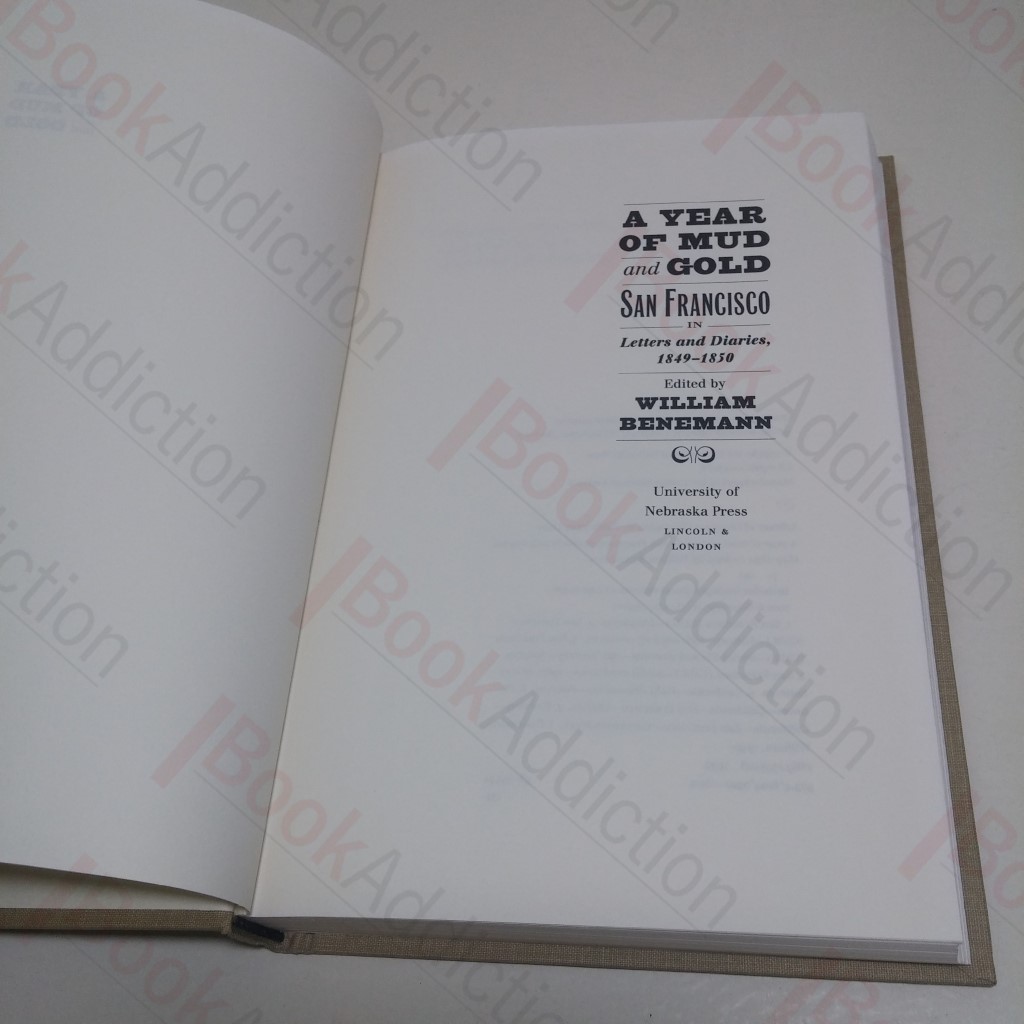 A YEAR
OF MUD
and GOLD
SAN FRANCISCO
IN
Letters and Diaries,
1849–1850
Edited by
WILLIAM
BENEMANN
University of
Nebraska Press
LINCOLN &
LONDON
BookAddiction